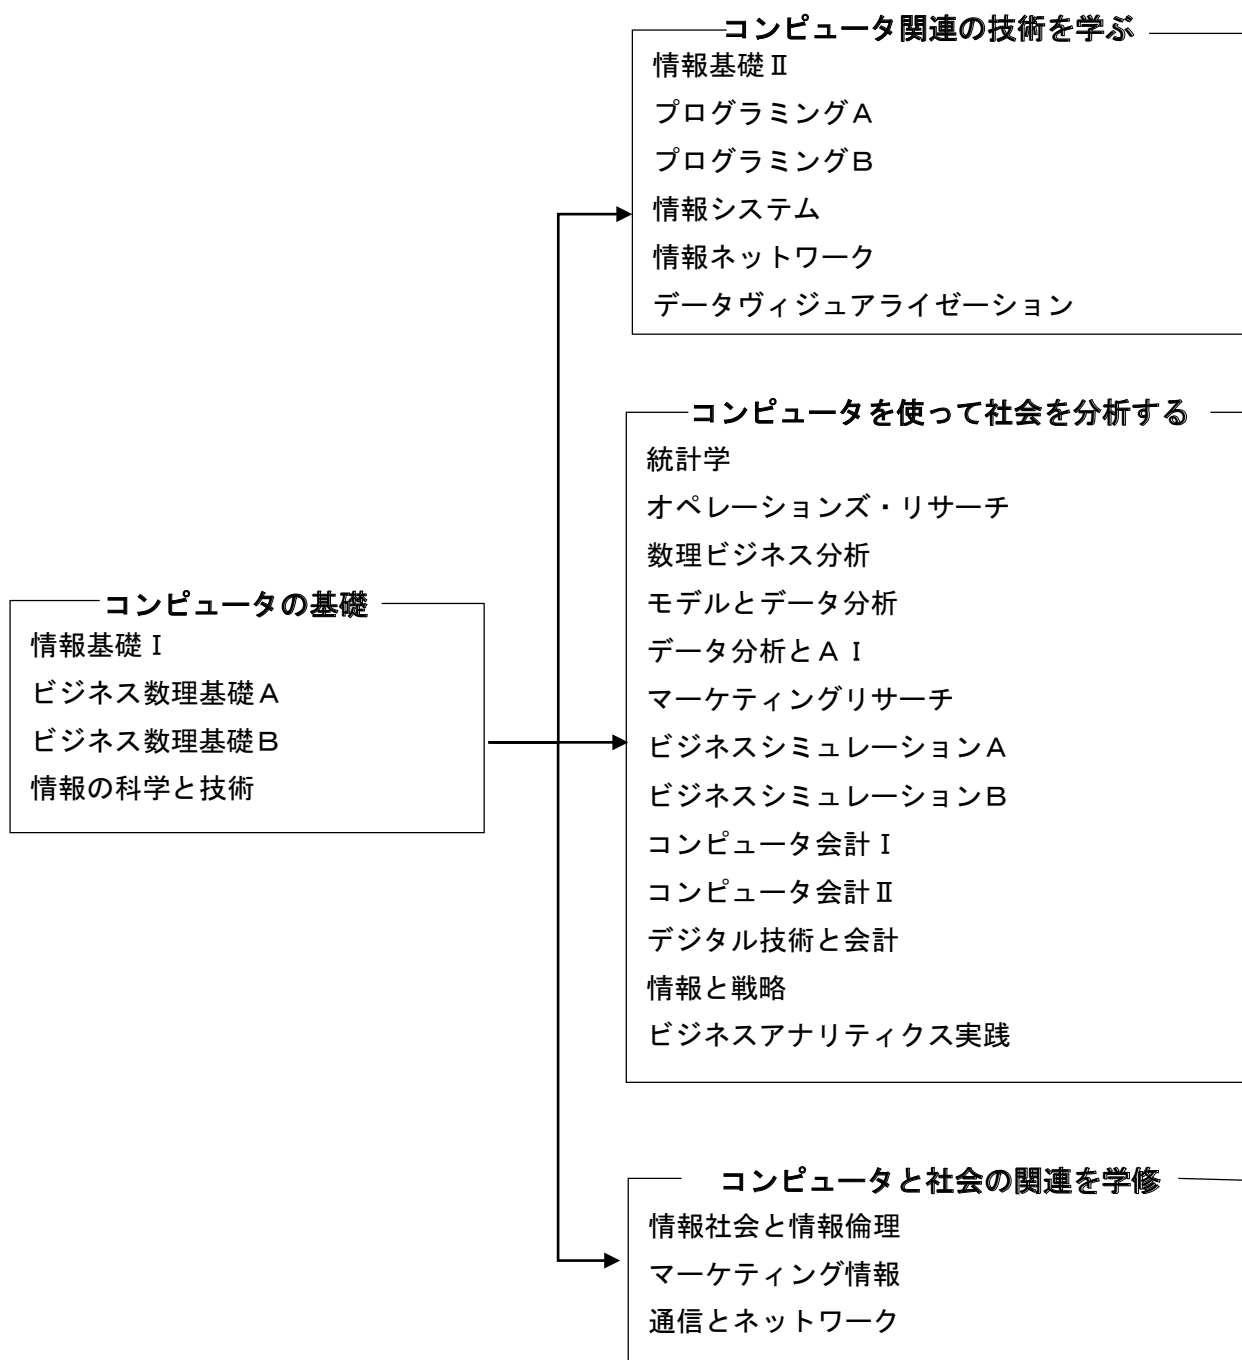 コンピュータ関連の技術を学ぶ
情報基礎Ⅱ
プログラミングＡ
プログラミングＢ
情報システム
情報ネットワーク
データヴィジュアライゼーション
コンピュータを使って社会を分析する
統計学
オペレーションズ・リサーチ
数理ビジネス分析
モデルとデータ分析
データ分析とＡＩ
マーケティングリサーチ
ビジネスシミュレーションＡ
ビジネスシミュレーションＢ
コンピュータ会計Ⅰ
コンピュータ会計Ⅱ
デジタル技術と会計
情報と戦略
ビジネスアナリティクス実践
コンピュータの基礎
情報基礎Ⅰ
ビジネス数理基礎Ａ
ビジネス数理基礎Ｂ
情報の科学と技術
コンピュータと社会の関連を学修
情報社会と情報倫理
マーケティング情報
通信とネットワーク